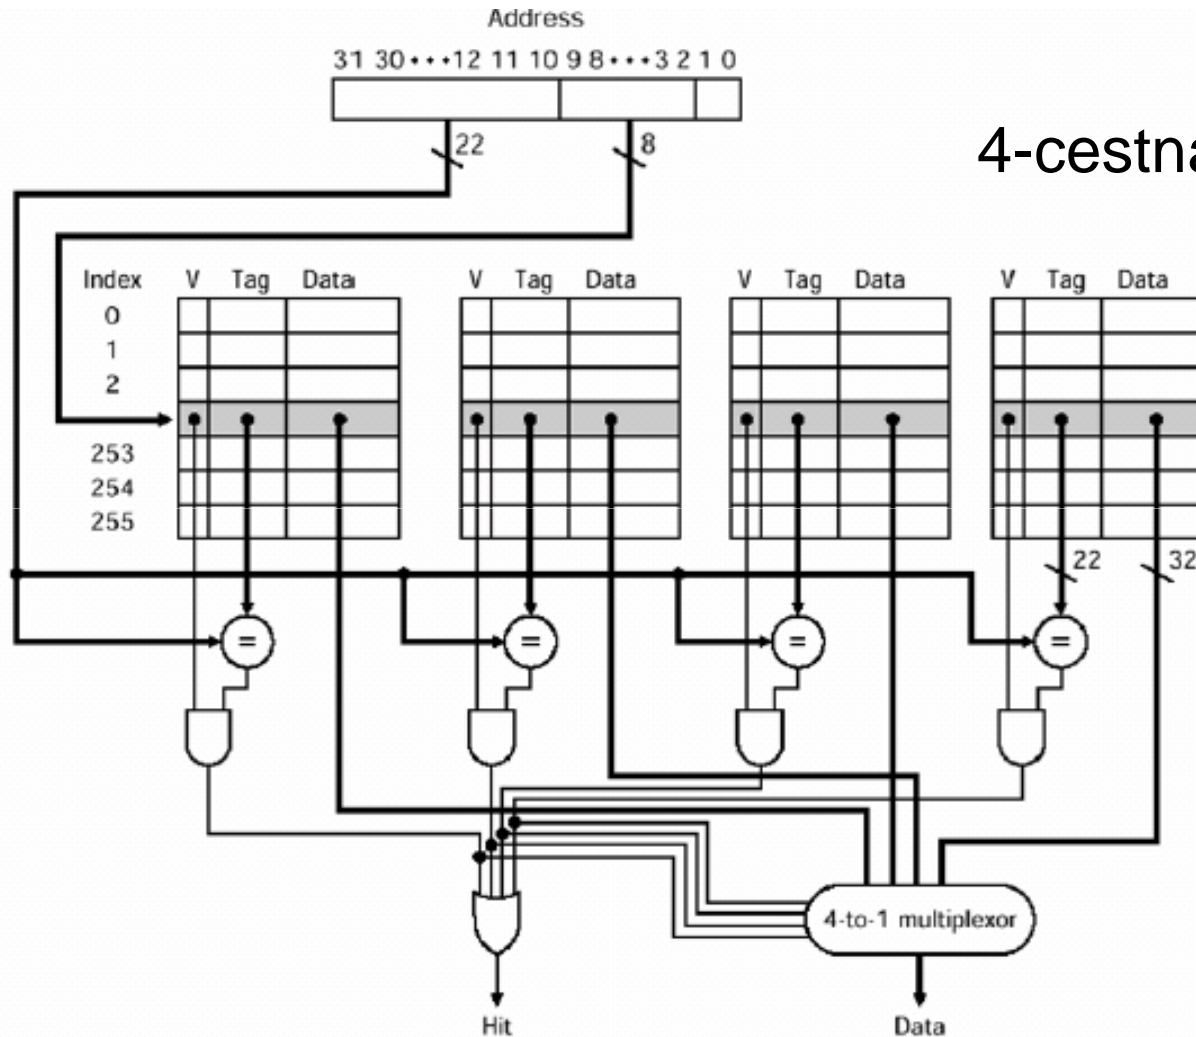 Address
31 30 • • • 12 11 10 9 8 • • • 3 2 1 0
22
8
4-cestna
Index V Tag Data V Tag Data V Tag Data V Tag Data
0
1
2
253
254
255
22
32
= = = =
4-to-1 multiplexor
Hit
Data